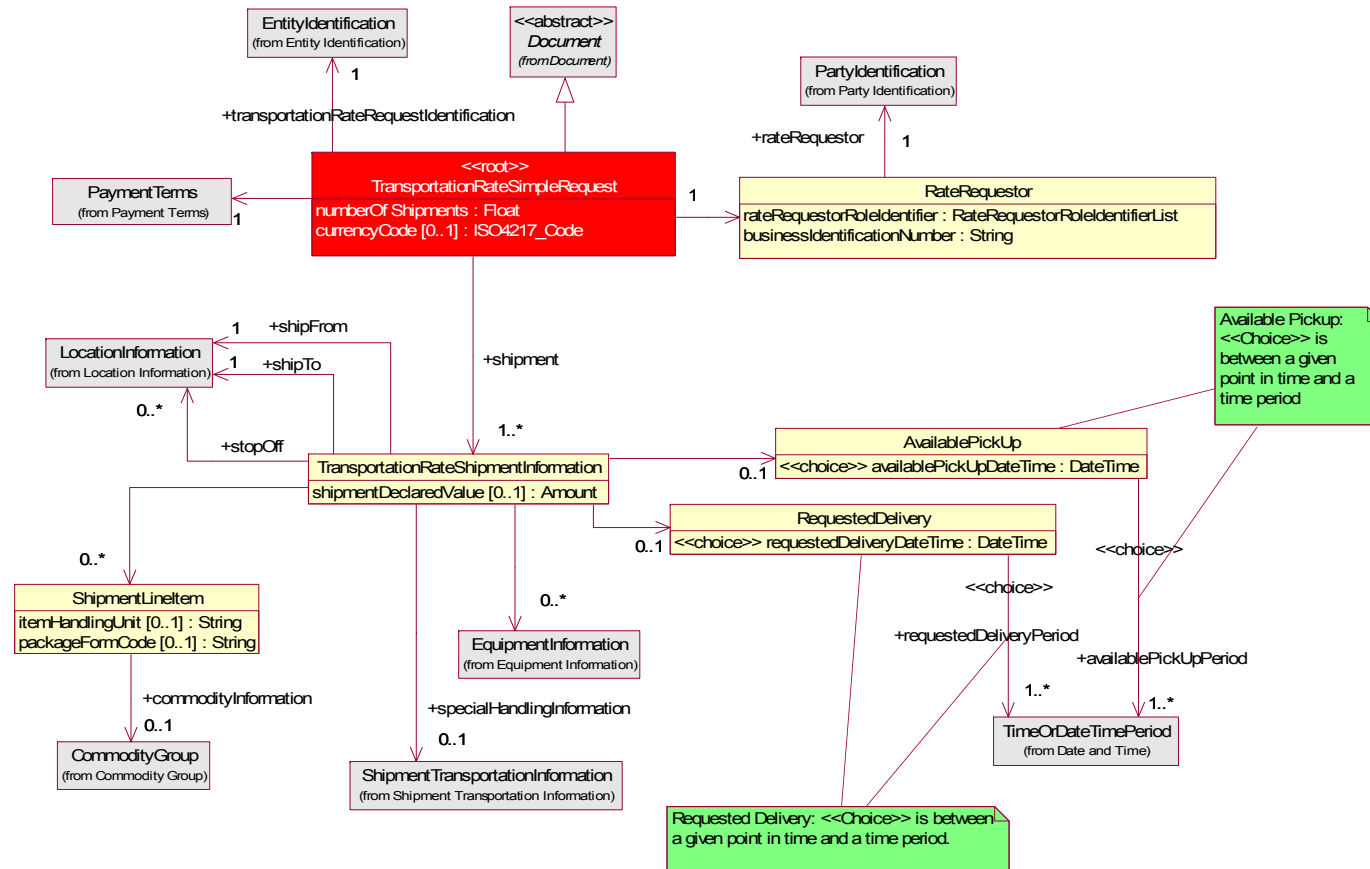 EntityIdentification
(from Entity Identification)
1
+transportationRateRequestIdentification
<<abstract>>
Document
(from Document)
PartyIdentification
(from Party Identification)
1
+rateRequestor
PaymentTerms
(from Payment Terms)
1
<<root>>
TransportationRateSimpleRequest
numberOf Shipments : Float
currencyCode [0..1] : ISO4217_Code
1
RateRequestor
rateRequestorRoleIdentifier : RateRequestorRoleIdentifierList
businessIdentificationNumber : String
LocationInformation
(from Location Information)
1
+shipFrom
1
+shipTo
0..*
+stopOff
+shipment
1..*
Available Pickup:
<<Choice>> is
between a given
point in time and a
time period
TransportationRateShipmentInformation
shipmentDeclaredValue [0..1] : Amount
0..1
AvailablePickUp
<<choice>> availablePickUpDateTime : DateTime
0..1
RequestedDelivery
<<choice>> requestedDeliveryDateTime : DateTime
<<choice>>
<<choice>>
0..*
ShipmentLineItem
itemHandlingUnit [0..1] : String
packageFormCode [0..1] : String
0..*
EquipmentInformation
(from Equipment Information)
+requestedDeliveryPeriod
+availablePickUpPeriod
1..*
1..*
TimeOrDateTimePeriod
(from Date and Time)
+commodityInformation
0..1
CommodityGroup
(from Commodity Group)
+specialHandlingInformation
0..1
ShipmentTransportationInformation
(from Shipment Transportation Information)
Requested Delivery: <<Choice>> is between
a given point in time and a time period.